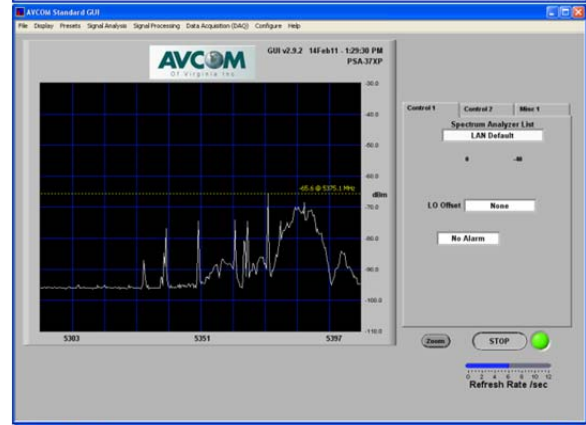 AVCOM Standard GUI
File Display Presets Signal Analysis Signal Processing Data Acquisition (DAQ) Configure Help
AVCOM
Of Virginia Inc
GUI v2.9.2 14Feb11 - 1:29:30 PM
PSA-37XP
-30.0
-40.0
-50.0
-65.6 @ 5375.1 MHz
-60.0
dBm
-70.0
-80.0
-90.0
-100.0
-110.0
5303 5351 5397
Control 1 Control 2 Misc 1
Spectrum Analyzer List
LAN Default
LO Offset None
No Alarm
Zoom STOP
0 2 4 6 8 10 12
Refresh Rate /sec